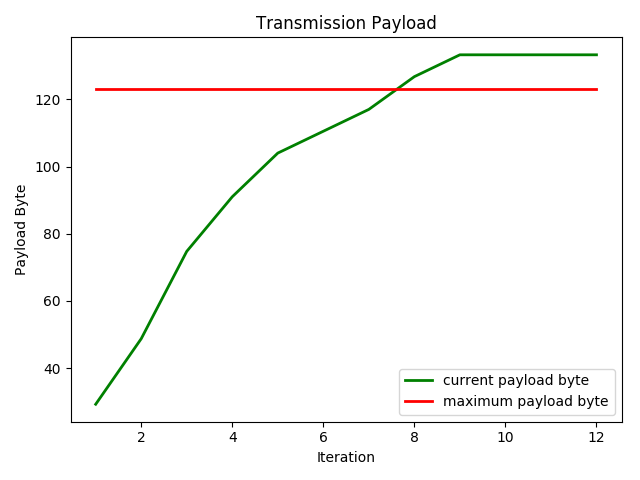 Transmission Payload
Payload Byte
120
100
80
60
40
2
4
6
8
10
12
Iteration
current payload byte
maximum payload byte